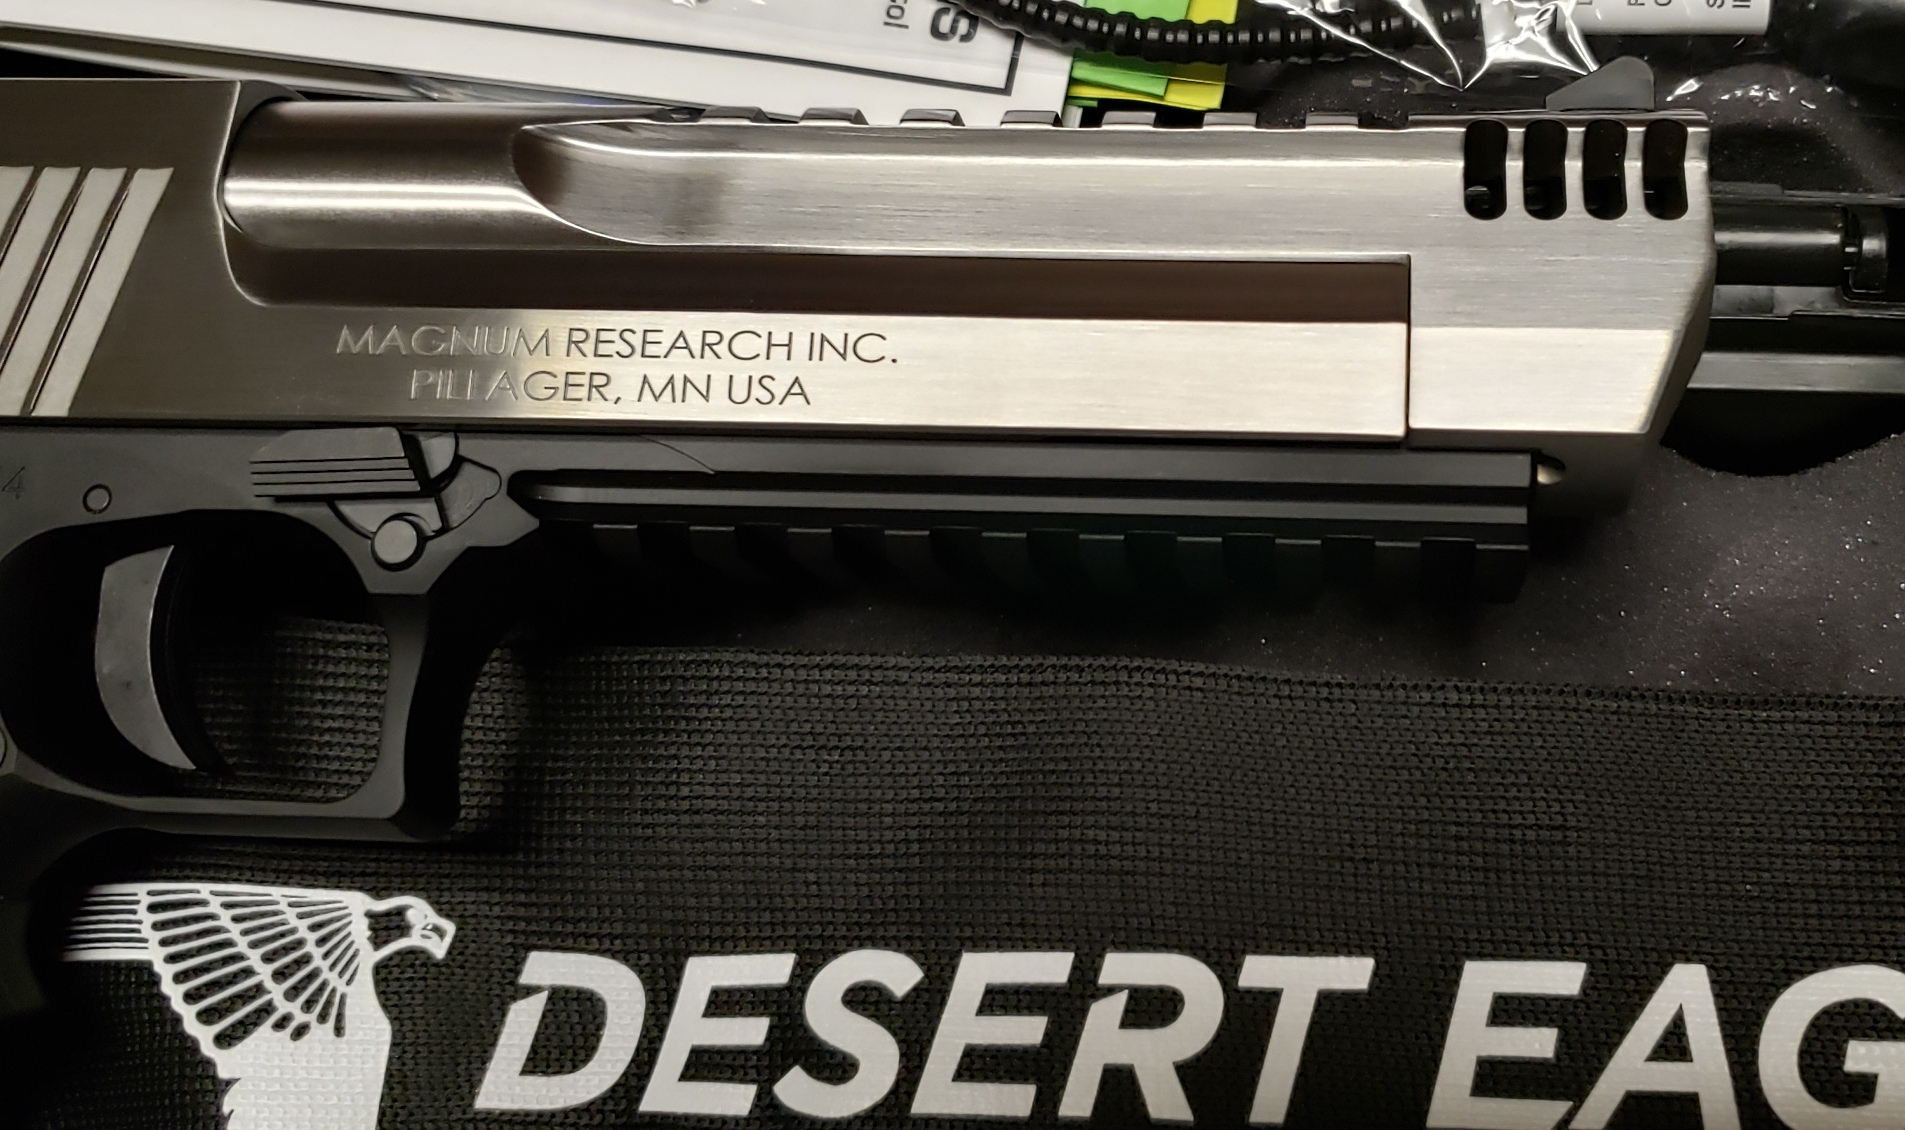 MAGNUM RESEARCH INC.
PILLAGER, MN USA
DESERT EAG